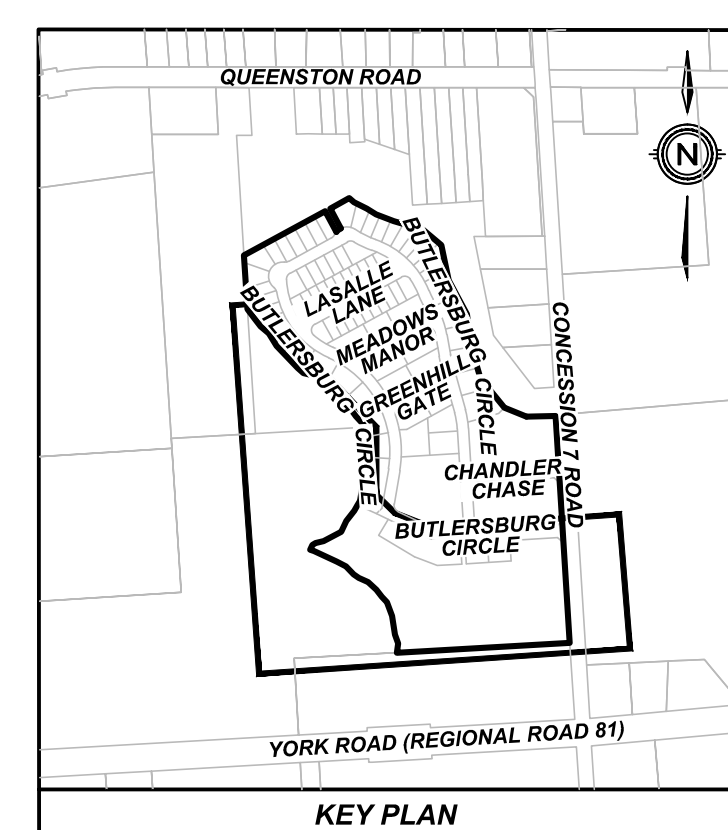 QUEENSTON ROAD
N
BUTLERSBURG CIRCLE
LASALLE
LANE
BUTLERSBURG CIRCLE
MEADOWS
MANOR
GREENHILL
GATE
CONCESSION 7 ROAD
CHANDLER
CHASE
BUTLERSBURG
CIRCLE
YORK ROAD (REGIONAL ROAD 81)
KEY PLAN